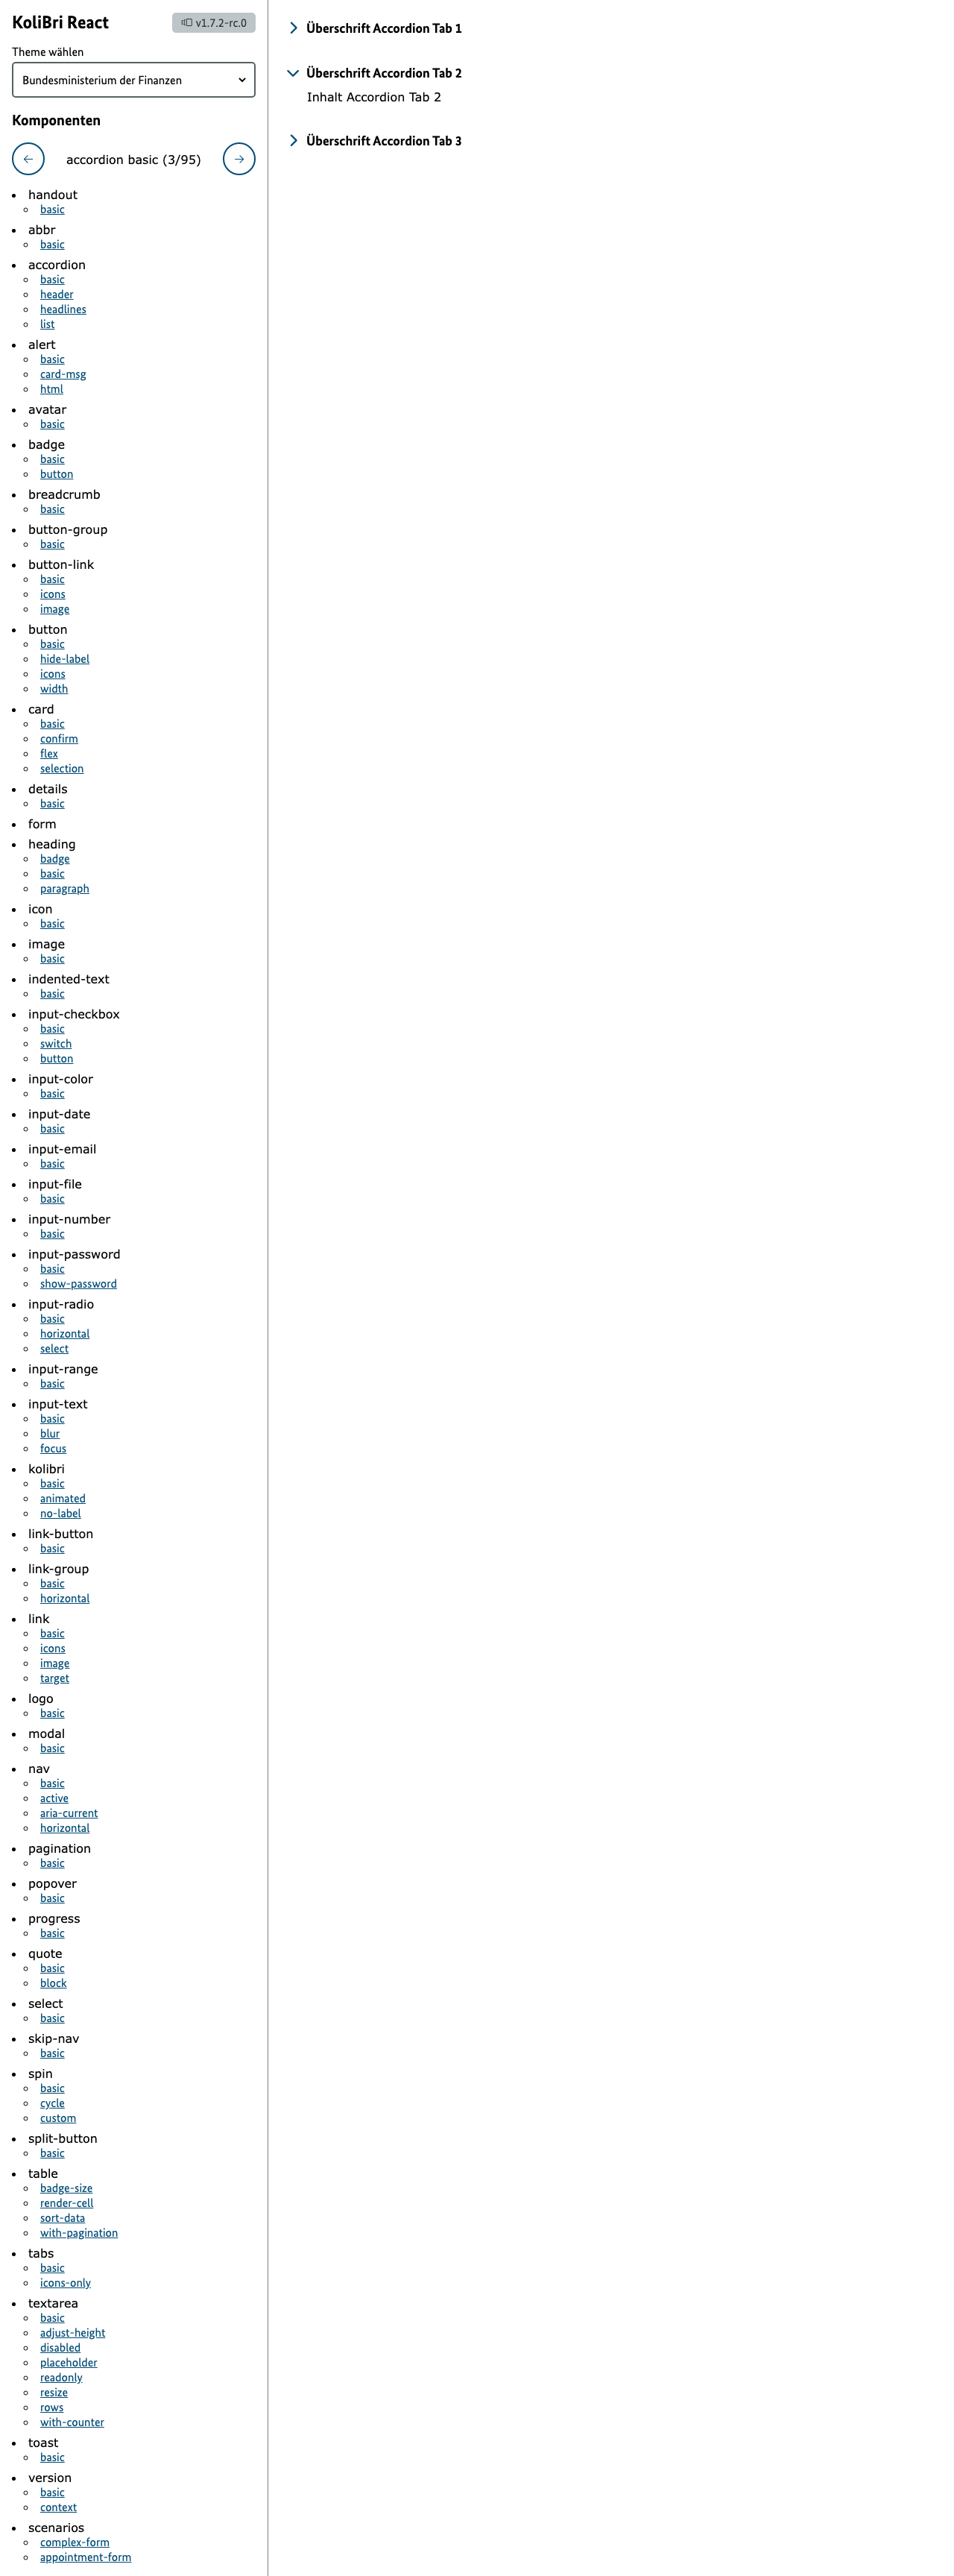 KoliBri React
v1.7.2-rc.0
Theme wählen
Bundesministerium der Finanzen
Komponenten
accordion basic (3/95)
handout
basic
abbr
basic
accordion
basic
header
headlines
list
alert
basic
card-msg
html
avatar
basic
badge
basic
button
breadcrumb
basic
button-group
basic
button-link
basic
icons
image
button
basic
hide-label
icons
width
card
basic
confirm
flex
selection
details
basic
form
heading
badge
basic
paragraph
icon
basic
image
basic
indented-text
basic
input-checkbox
basic
switch
button
input-color
basic
input-date
basic
input-email
basic
input-file
basic
input-number
basic
input-password
basic
show-password
input-radio
basic
horizontal
select
input-range
basic
input-text
basic
blur
focus
kolibri
basic
animated
no-label
link-button
basic
link-group
basic
horizontal
link
basic
icons
image
target
logo
basic
modal
basic
nav
basic
active
aria-current
horizontal
pagination
basic
popover
basic
progress
basic
quote
basic
block
select
basic
skip-nav
basic
spin
basic
cycle
custom
split-button
basic
table
badge-size
render-cell
sort-data
with-pagination
tabs
basic
icons-only
textarea
basic
adjust-height
disabled
placeholder
readonly
resize
rows
with-counter
toast
basic
version
basic
context
scenarios
complex-form
appointment-form
Überschrift Accordion Tab 1
Überschrift Accordion Tab 2
Inhalt Accordion Tab 2
Überschrift Accordion Tab 3